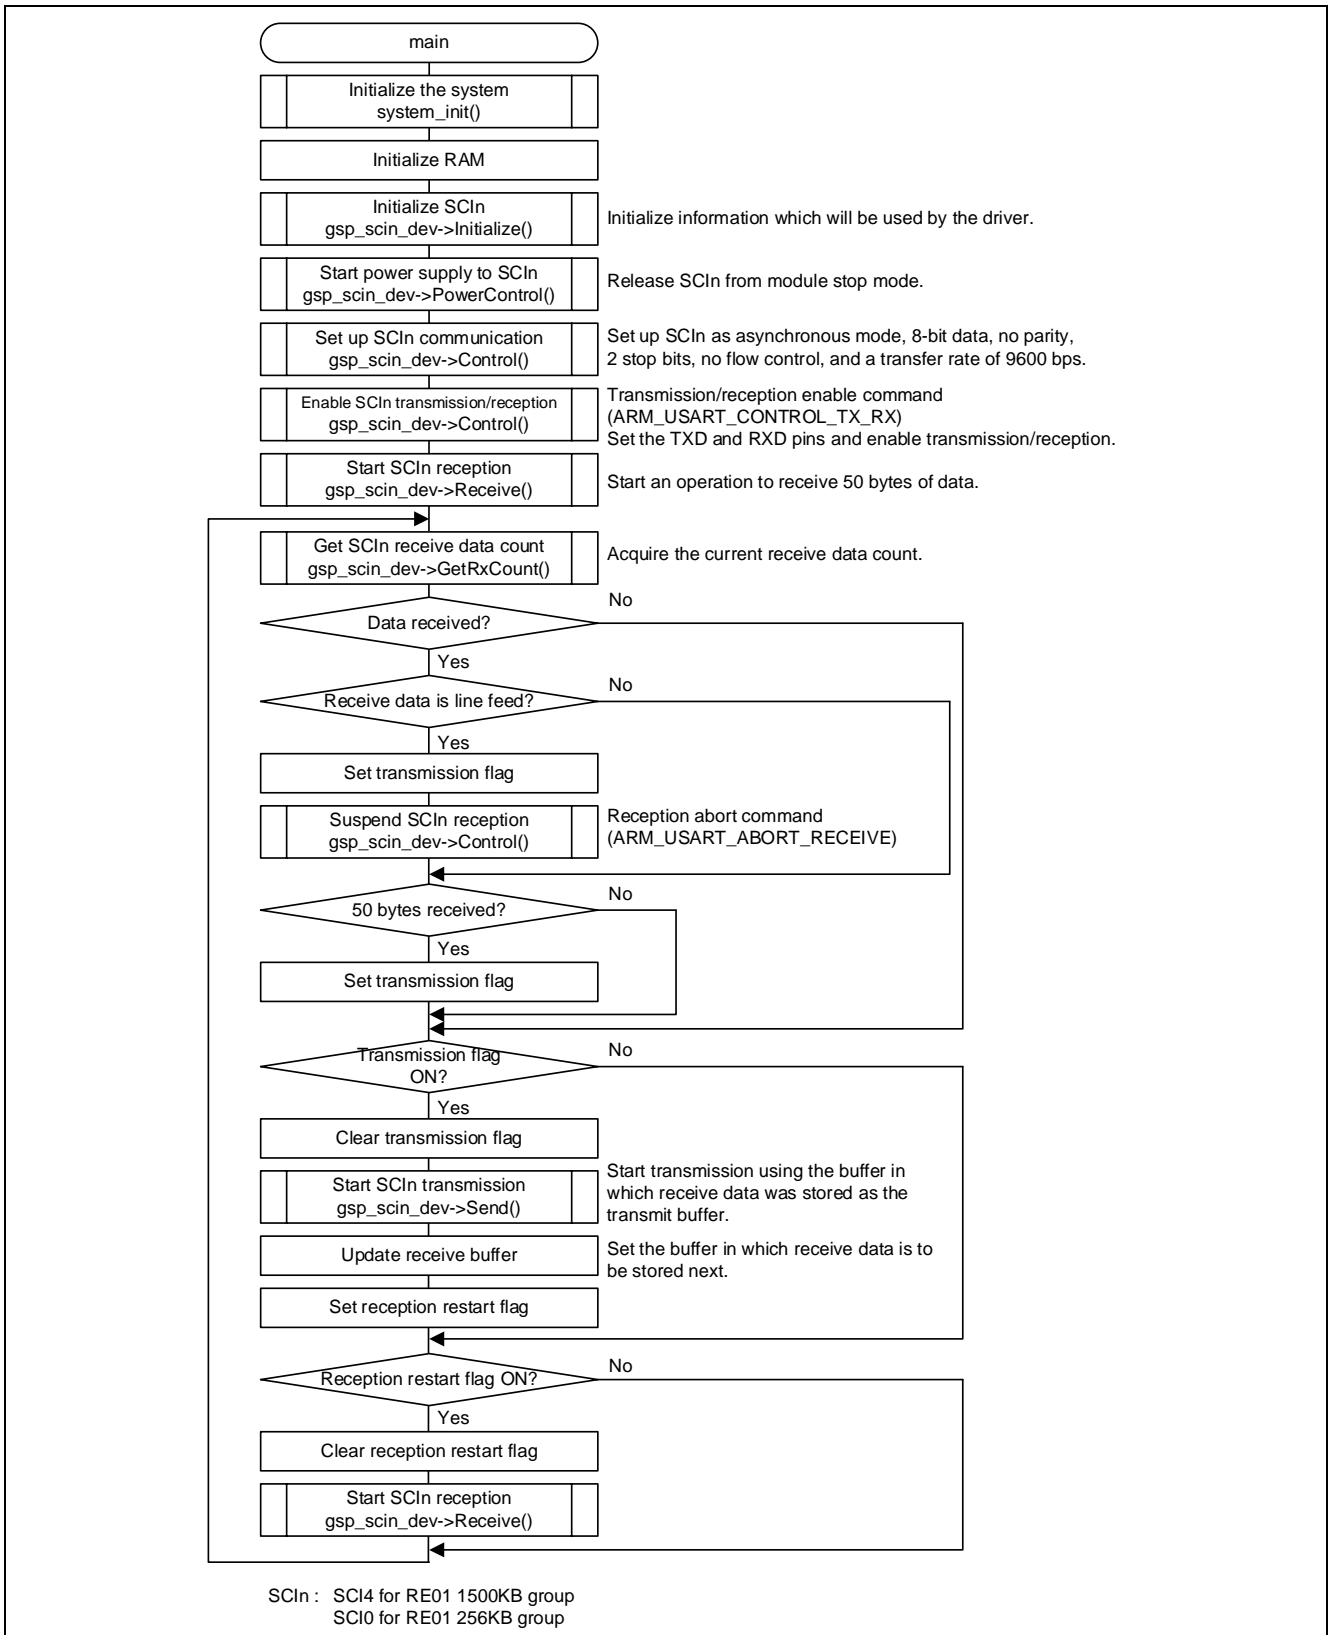 main
Initialize the system
system_init()
Initialize RAM
Initialize SCIn
gsp_scin_dev->Initialize()
Initialize information which will be used by the driver.
Start power supply to SCIn
gsp_scin_dev->PowerControl()
Release SCIn from module stop mode.
Set up SCIn communication
gsp_scin_dev->Control()
Set up SCIn as asynchronous mode, 8-bit data, no parity,
2 stop bits, no flow control, and a transfer rate of 9600 bps.
Enable SCIn transmission/reception
gsp_scin_dev->Control()
Transmission/reception enable command
(ARM_USART_CONTROL_TX_RX)
Set the TXD and RXD pins and enable transmission/reception.
Start SCIn reception
gsp_scin_dev->Receive()
Start an operation to receive 50 bytes of data.
Get SCIn receive data count
gsp_scin_dev->GetRxCount()
Acquire the current receive data count.
No
Data received?
Yes
No
Receive data is line feed?
Yes
Set transmission flag
Suspend SCIn reception
gsp_scin_dev->Control()
Reception abort command
(ARM_USART_ABORT_RECEIVE)
No
50 bytes received?
Yes
Set transmission flag
No
Transmission flag
ON?
Yes
Clear transmission flag
Start SCIn transmission
gsp_scin_dev->Send()
Start transmission using the buffer in
which receive data was stored as the
transmit buffer.
Update receive buffer
Set the buffer in which receive data is to
be stored next.
Set reception restart flag
No
Reception restart flag ON?
Yes
Clear reception restart flag
Start SCIn reception
gsp_scin_dev->Receive()
SCIn : SCI4 for RE01 1500KB group
SCI0 for RE01 256KB group